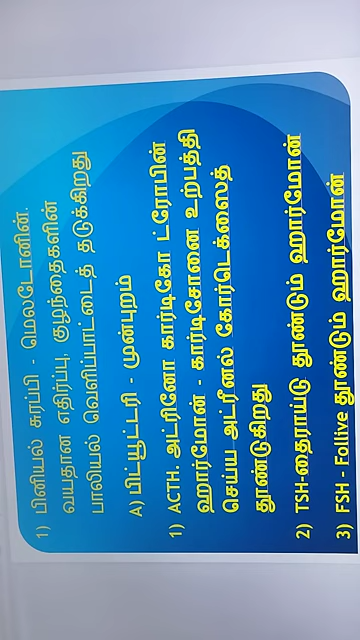 1) பினியல் சுரப்பி - மெலடோனின்.
வயதான எதிர்ப்பு, குழந்தைகளின்
பாலியல் வெளிப்பாட்டைத் தடுக்கிறது
A) பிட்யூட்டரி - முன்புறம்
1) ACTH. அட்ரினோ கார்டிகோ ட்ரோபின்
ஹார்மோன் - கார்டிசோனை உற்பத்தி
செய்ய அட்ரீனல் கோர்டெக்ஸைத்
தூண்டுகிறது
2) TSH-தைராய்டு தூண்டும் ஹார்மோன்
3) FSH - Follive தூண்டும் ஹார்மோன்